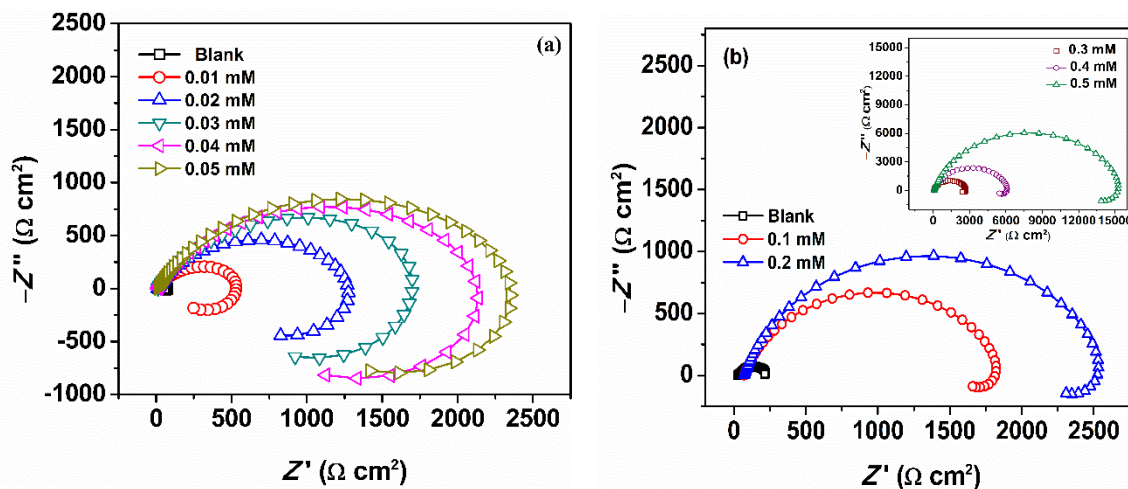 (a)
2500
2000
1500
1000
500
0
-500
-1000
−Z'' (Ω cm²)
Blank
0.01 mM
0.02 mM
0.03 mM
0.04 mM
0.05 mM
0 500 1000 1500 2000 2500
Z' (Ω cm²)
(b)
2500
2000
1500
1000
500
0
−Z'' (Ω cm²)
Blank
0.1 mM
0.2 mM
0 500 1000 1500 2000 2500
Z' (Ω cm²)
15000
12000
9000
6000
3000
0
−Z'' (Ω cm²)
0.3 mM
0.4 mM
0.5 mM
0 3000 6000 9000 12000 15000
Z' (Ω cm²)